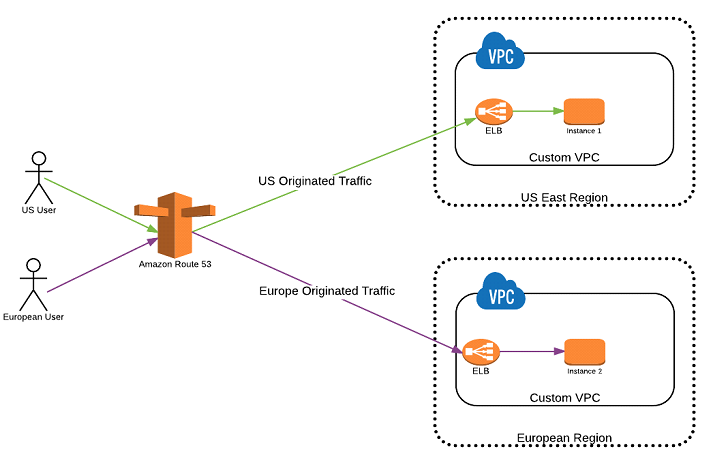 VPC
ELB
Instance 1
Custom VPC
US East Region
US Originated Traffic
US User
Amazon Route 53
European User
Europe Originated Traffic
VPC
ELB
Instance 2
Custom VPC
European Region